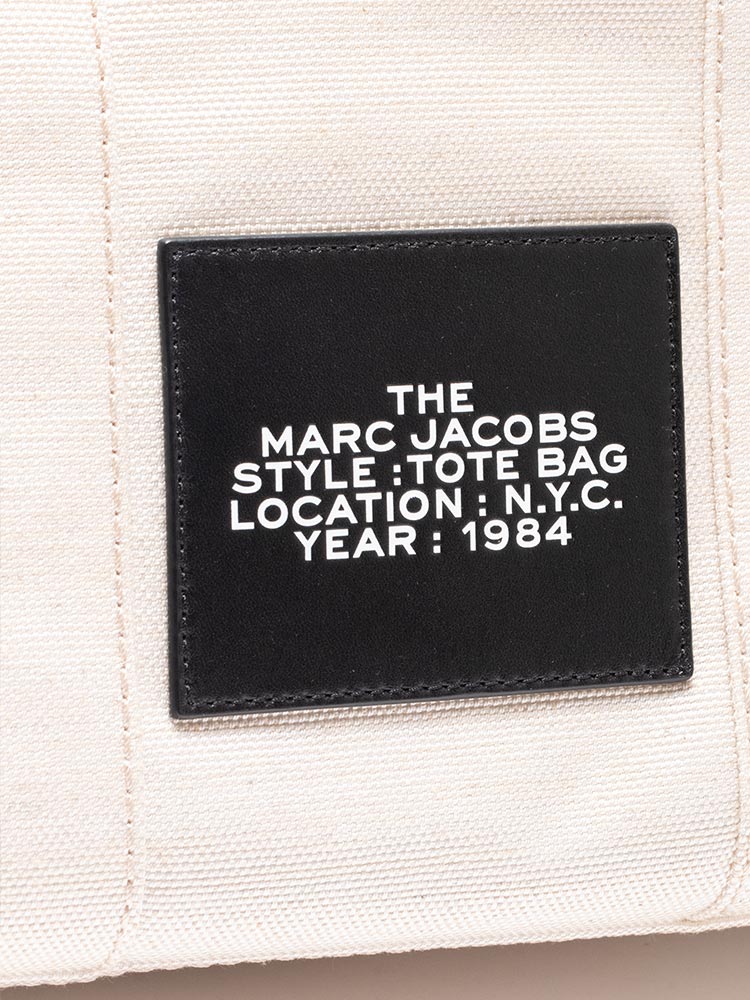 THE
MARC JACOBS
STYLE :TOTE BAG
LOCATION : N.Y.C.
YEAR : 1984